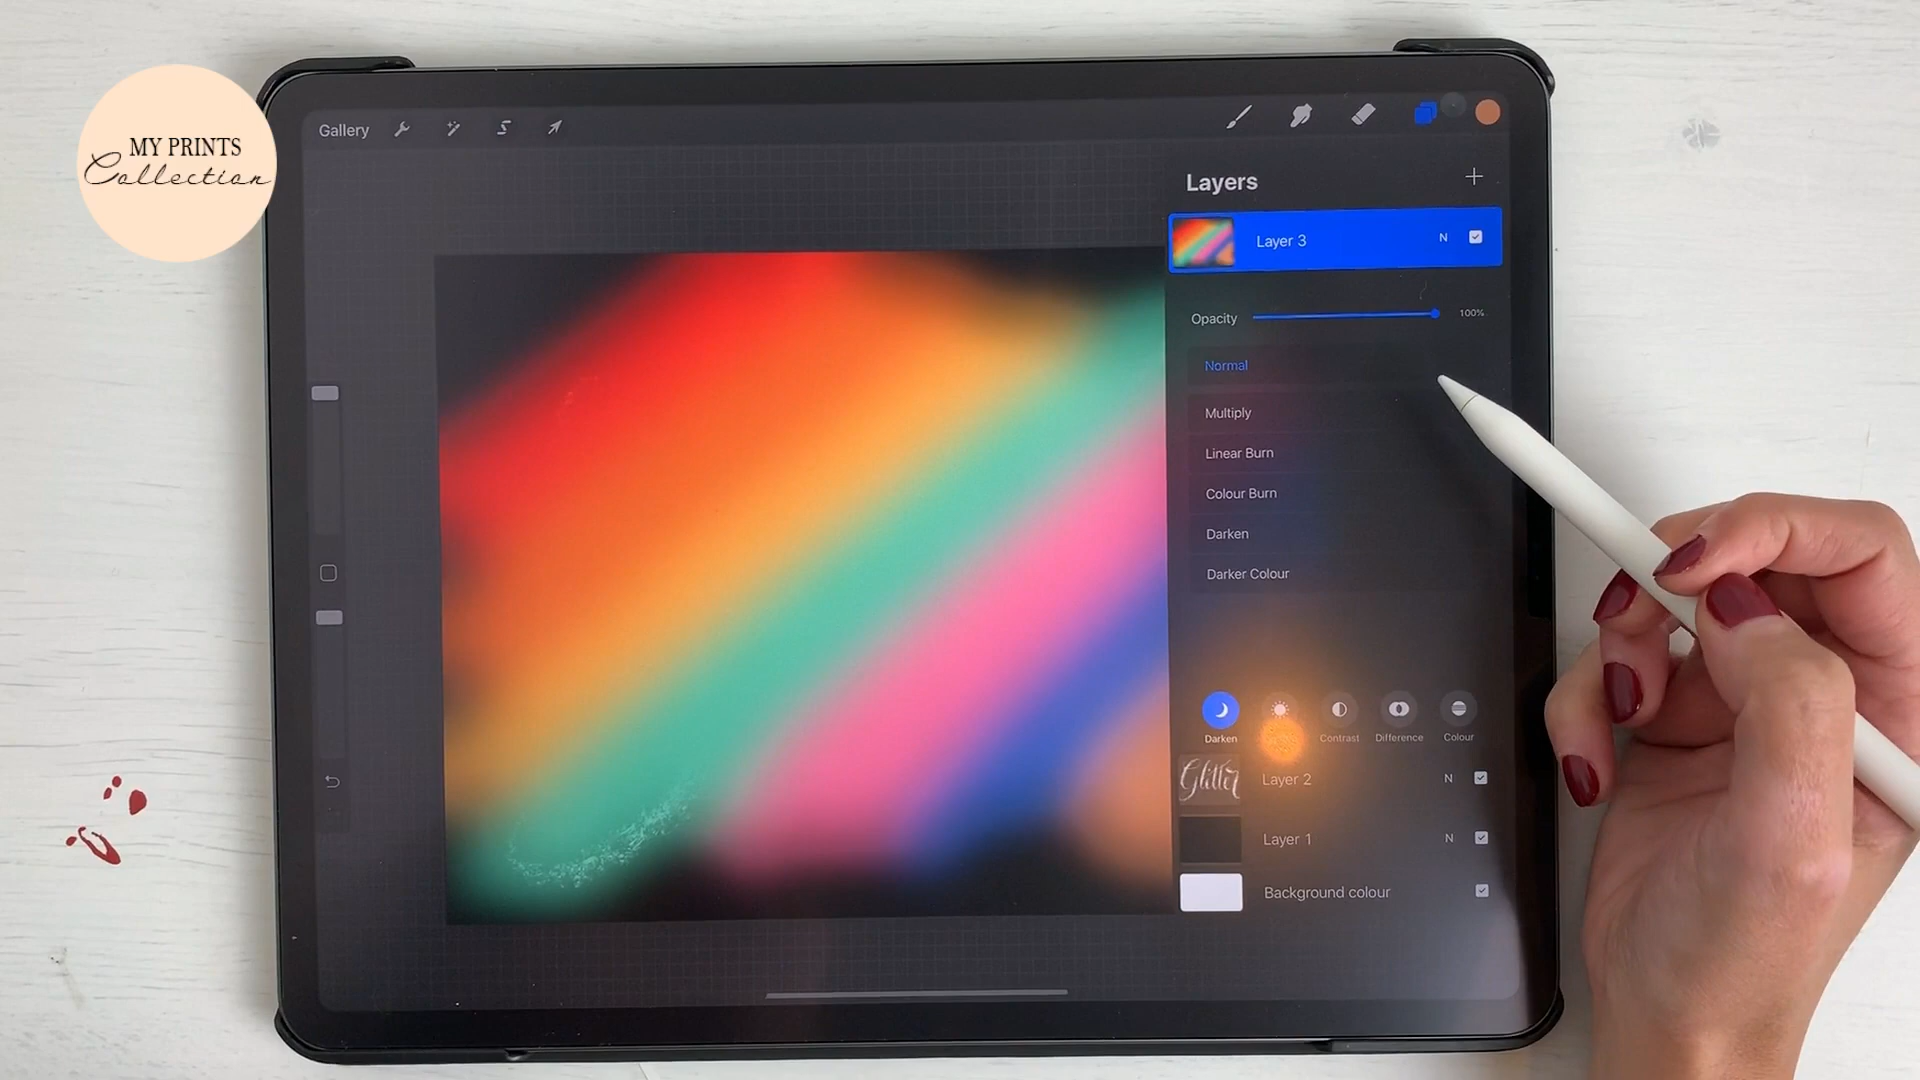 MY PRINTS
Collection
Gallery
Layers
Layer 3
N
Opacity
100%
Normal
Multiply
Linear Burn
Colour Burn
Darken
Darker Colour
Darken
Contrast
Difference
Colour
Glitter
Layer 2
N
Layer 1
N
Background colour